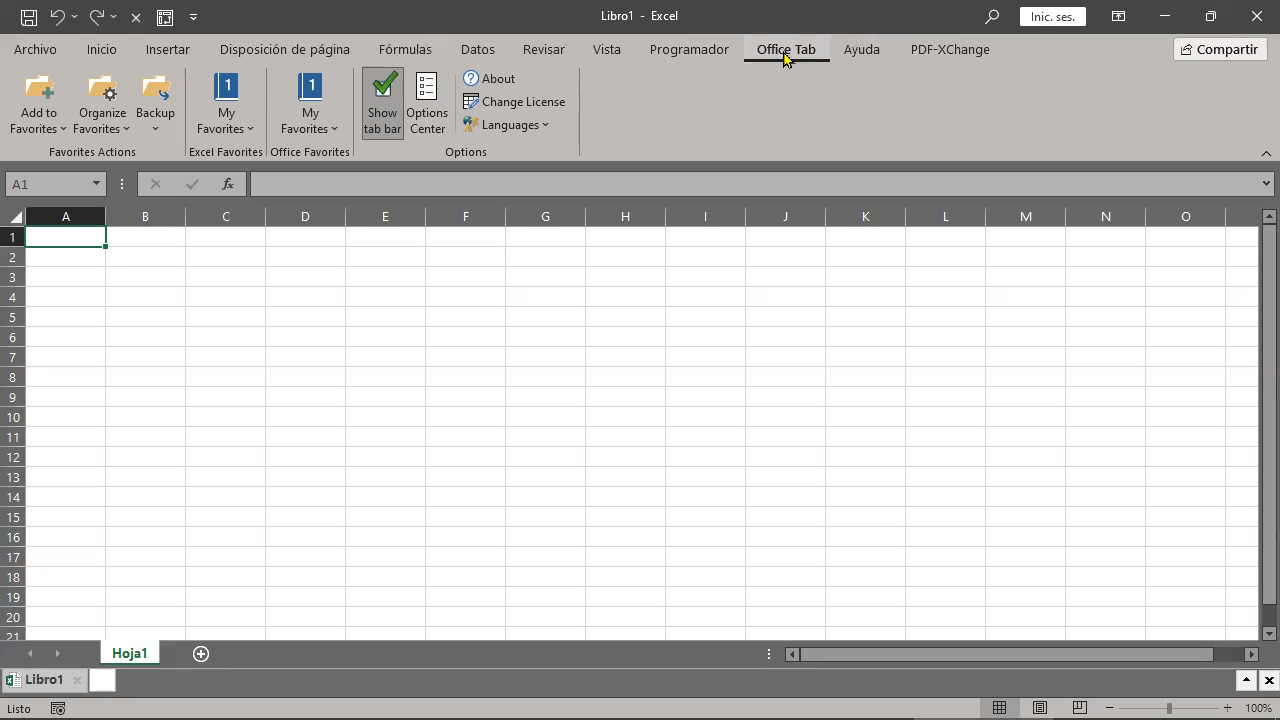 Libro1 - Excel
Inic. ses.
Archivo Inicio Insertar Disposición de página Fórmulas Datos Revisar Vista Programador Office Tab Ayuda PDF-XChange Compartir
Add to Favorites
Organize Favorites
Backup
My Favorites
My Favorites
Show tab bar
Options Center
About
Change License
Languages
Favorites Actions Excel Favorites Office Favorites Options
A1 fx
A B C D E F G H I J K L M N O
1
2
3
4
5
6
7
8
9
10
11
12
13
14
15
16
17
18
19
20
21
Hoja1
Libro1
Listo 100%